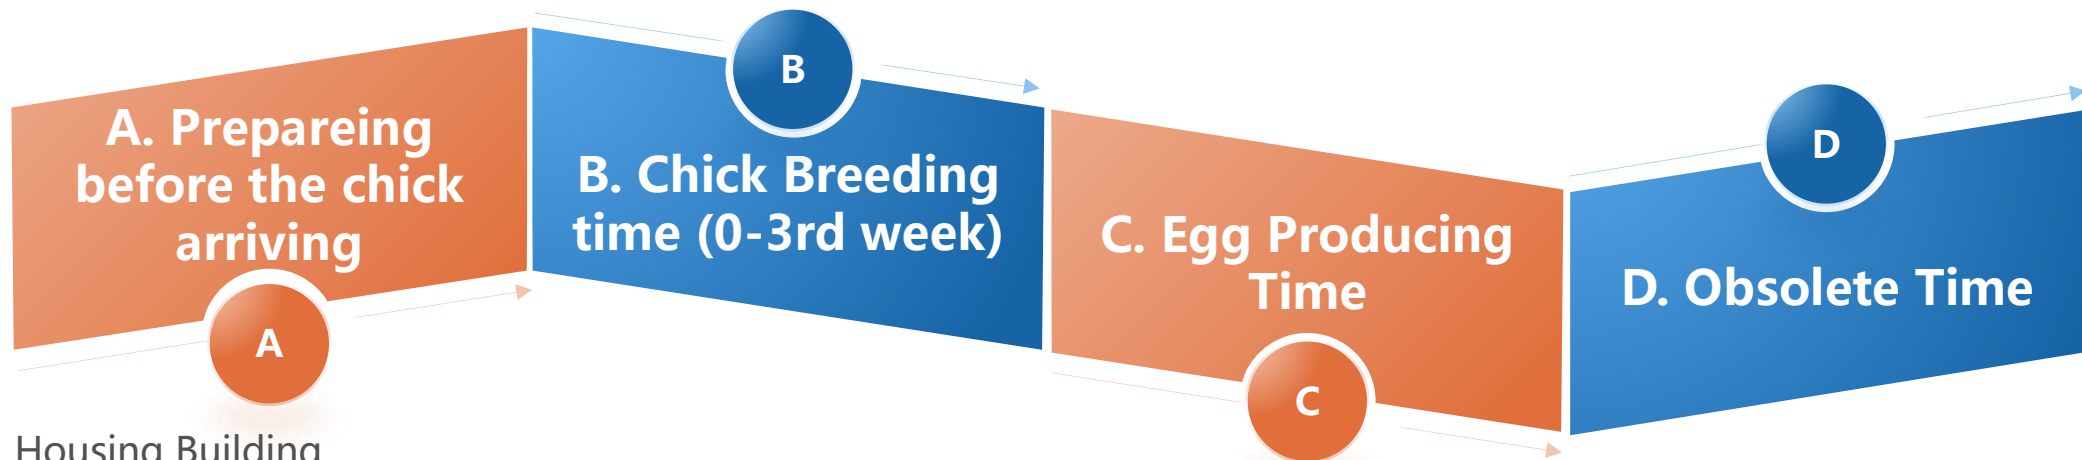 A. Prepareing
before the chick
arriving
A
B
B. Chick Breeding
time (0-3rd week)
C. Egg Producing
Time
C
D
D. Obsolete Time
Housing Building